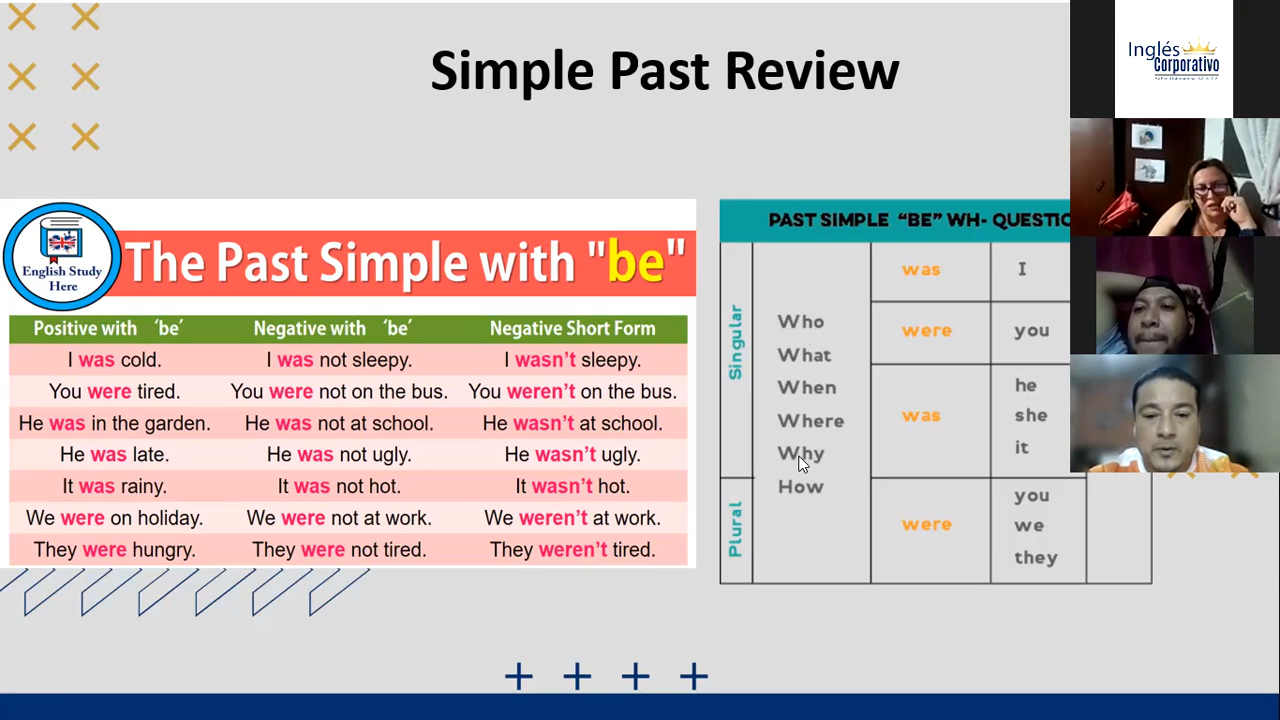 Simple Past Review
Inglés
Corporativo
English Study
Here
The Past Simple with "be"
Positive with 'be' Negative with 'be' Negative Short Form
I was cold. I was not sleepy. I wasn't sleepy.
You were tired. You were not on the bus. You weren't on the bus.
He was in the garden. He was not at school. He wasn't at school.
He was late. He was not ugly. He wasn't ugly.
It was rainy. It was not hot. It wasn't hot.
We were on holiday. We were not at work. We weren't at work.
They were hungry. They were not tired. They weren't tired.
PAST SIMPLE "BE" WH- QUESTIO
Singular
Plural
Who
What
When
Where
Why
How
was I
were you
was he
she
it
were you
we
they